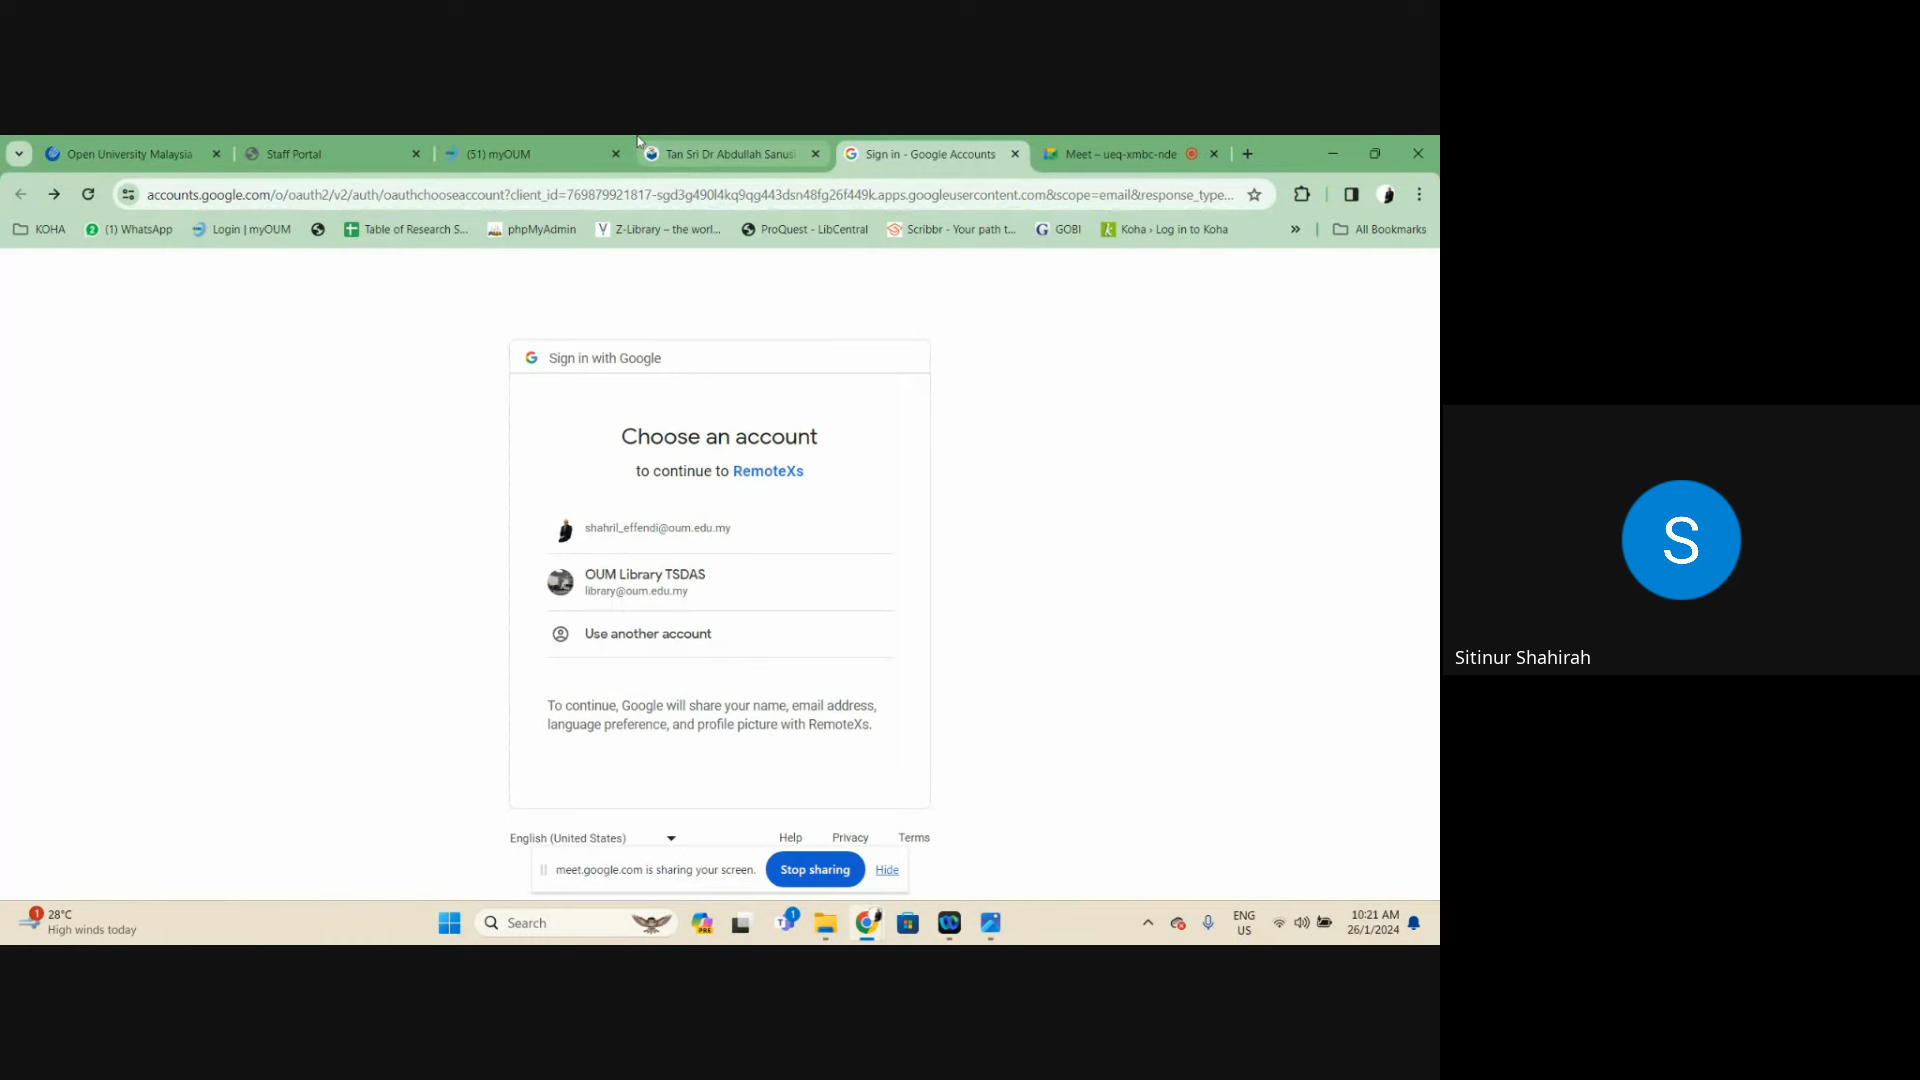 Open University Malaysia
Staff Portal
(51) myOUM
Tan Sri Dr Abdullah Sanusi
Sign in - Google Accounts
Meet – ueq-xmbc-nde
accounts.google.com/o/oauth2/v2/auth/oauthchooseaccount?client_id=769879921817-sgd3g490l4kq9qg443dsn48fg26f449k.apps.googleusercontent.com&scope=email&response_type...
KOHA
2
(1) WhatsApp
Login | myOUM
Table of Research S...
phpMyAdmin
Z-Library – the worl...
ProQuest - LibCentral
Scribbr - Your path t...
G
GOBI
k
Koha › Log in to Koha
»
All Bookmarks
Sign in with Google
Choose an account
to continue to RemoteXs
shahril_effendi@oum.edu.my
OUM Library TSDAS
library@oum.edu.my
Use another account
To continue, Google will share your name, email address,
language preference, and profile picture with RemoteXs.
English (United States)
Help
Privacy
Terms
meet.google.com is sharing your screen.
Stop sharing
Hide
S
Sitinur Shahirah
1
28°C
High winds today
Search
PRE
1
ENG
US
10:21 AM
26/1/2024